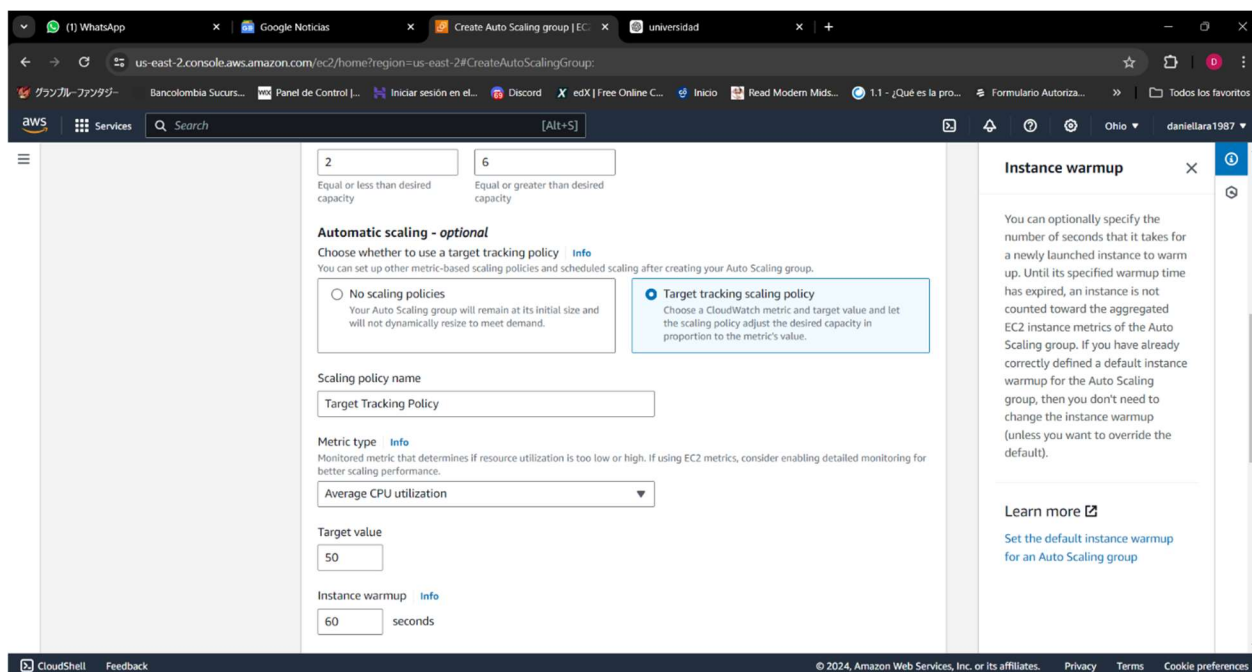 (1) WhatsApp
Google Noticias
Create Auto Scaling group | EC
universidad
us-east-2.console.aws.amazon.com/ec2/home?region=us-east-2#CreateAutoScalingGroup:
D
グランブルーファンタジー
Bancolombia Sucurs...
WIX Panel de Control |...
Iniciar sesión en el...
Discord
X edX | Free Online C...
Inicio
Read Modern Mids...
1.1 - ¿Qué es la pro...
Formulario Autoriza...
»
Todos los favoritos
aws
Services
Search
[Alt+S]
Ohio
daniellara1987
2
6
Equal or less than desired
capacity
Equal or greater than desired
capacity
Automatic scaling - optional
Choose whether to use a target tracking policy Info
You can set up other metric-based scaling policies and scheduled scaling after creating your Auto Scaling group.
No scaling policies
Your Auto Scaling group will remain at its initial size and
will not dynamically resize to meet demand.
Target tracking scaling policy
Choose a CloudWatch metric and target value and let
the scaling policy adjust the desired capacity in
proportion to the metric's value.
Scaling policy name
Target Tracking Policy
Metric type Info
Monitored metric that determines if resource utilization is too low or high. If using EC2 metrics, consider enabling detailed monitoring for
better scaling performance.
Average CPU utilization
Target value
50
Instance warmup Info
60
seconds
Instance warmup
You can optionally specify the
number of seconds that it takes for
a newly launched instance to warm
up. Until its specified warmup time
has expired, an instance is not
counted toward the aggregated
EC2 instance metrics of the Auto
Scaling group. If you have already
correctly defined a default instance
warmup for the Auto Scaling
group, then you don't need to
change the instance warmup
(unless you want to override the
default).
Learn more
Set the default instance warmup
for an Auto Scaling group
CloudShell
Feedback
© 2024, Amazon Web Services, Inc. or its affiliates.
Privacy
Terms
Cookie preferences